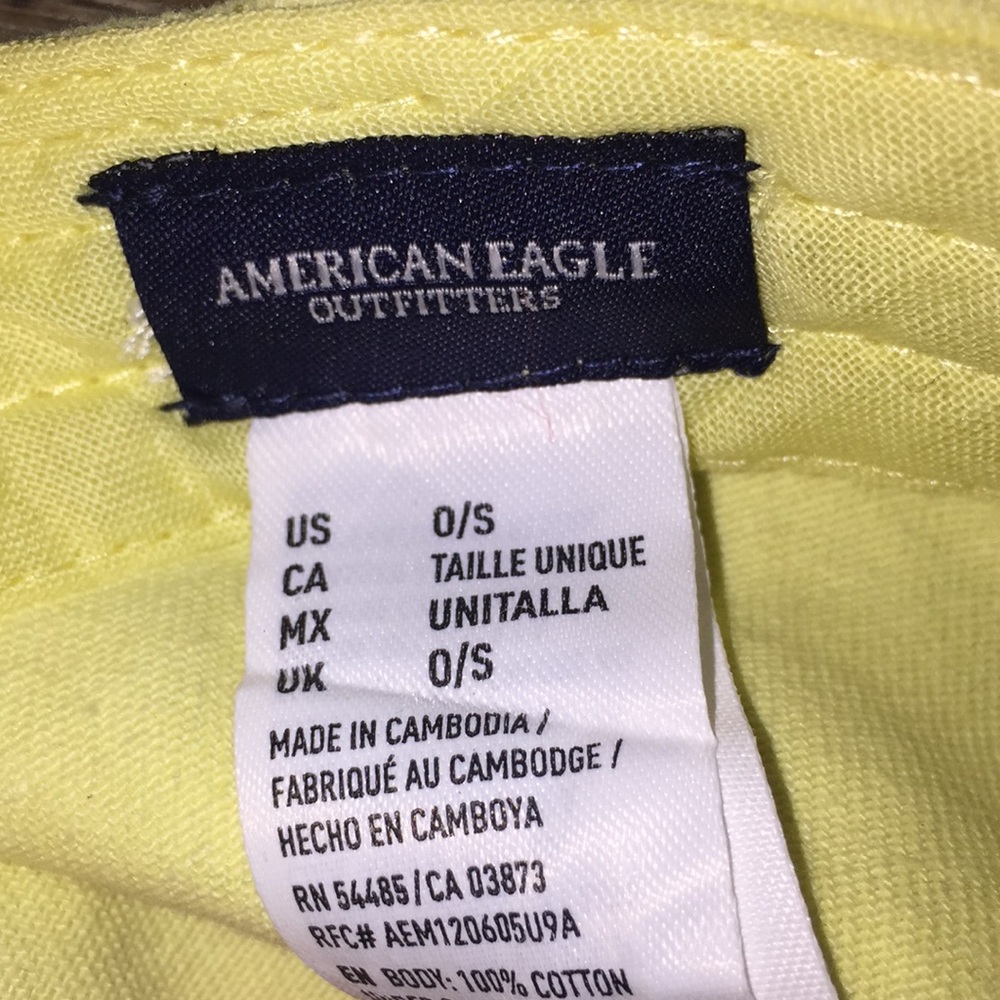 AMERICAN EAGLE
OUTFITTERS
US O/S
CA TAILLE UNIQUE
MX UNITALLA
UK O/S
MADE IN CAMBODIA /
FABRIQUÉ AU CAMBODGE /
HECHO EN CAMBOYA
RN 54485 / CA 03873
RFC# AEM120605U9A
EN BODY: 100% COTTON